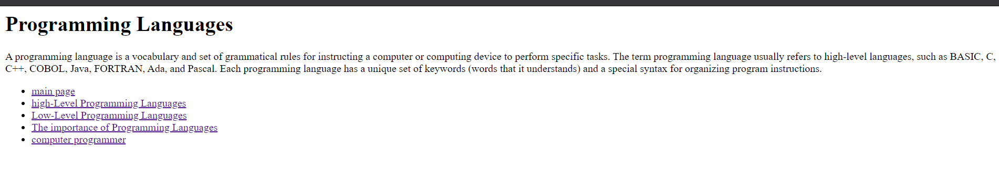 Programming Languages
A programming language is a vocabulary and set of grammatical rules for instructing a computer or computing device to perform specific tasks. The term programming language usually refers to high-level languages, such as BASIC, C,
C++, COBOL, Java, FORTRAN, Ada, and Pascal. Each programming language has a unique set of keywords (words that it understands) and a special syntax for organizing program instructions.
• main page
• high-Level Programming Languages
• Low-Level Programming Languages
• The importance of Programming Languages
• computer programmer